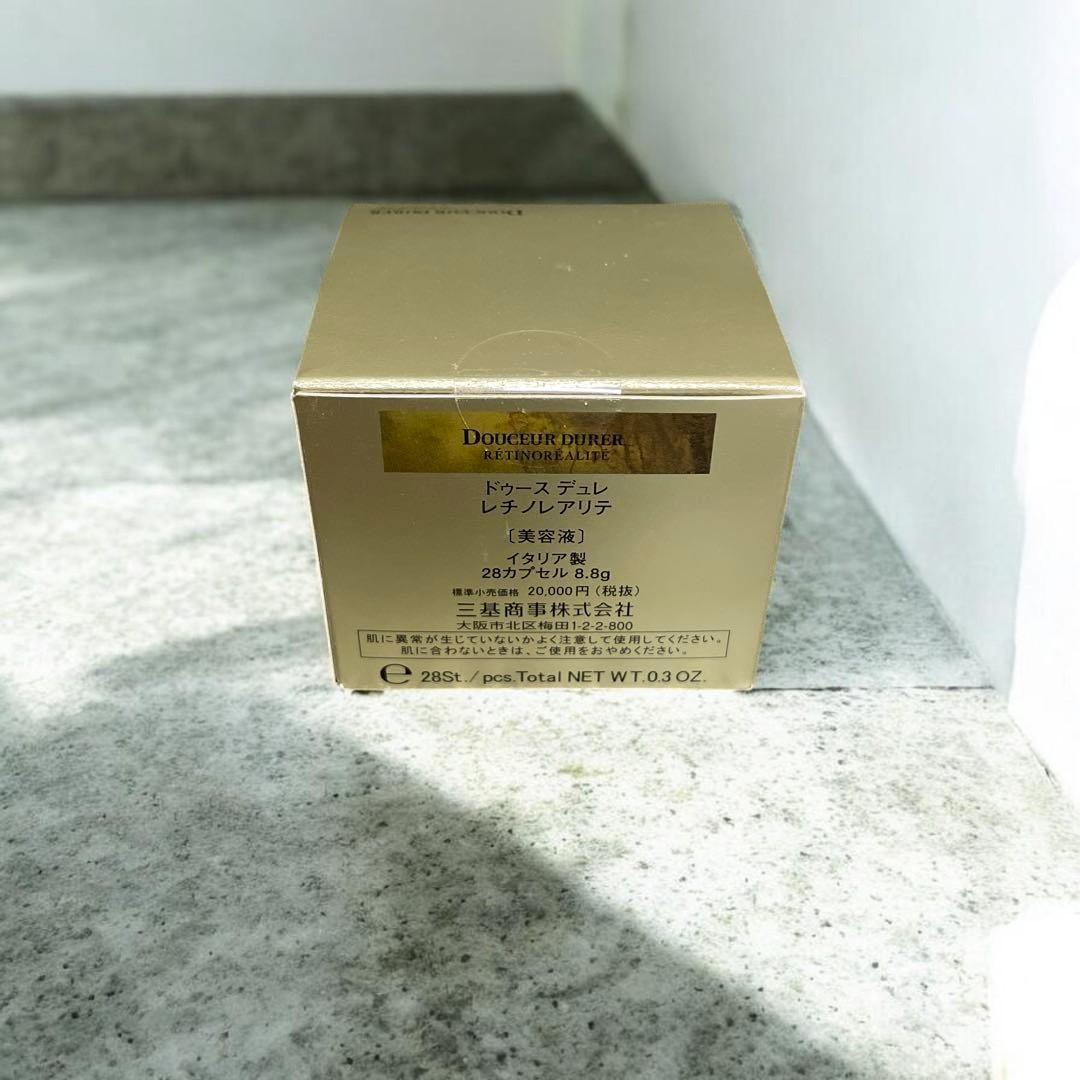 DOUCEUR DURER
DOUCEUR DURER
RÉTINORÉALITÉ
ドゥース デュレ
レチノレアリテ
〔美容液〕
イタリア製
28カプセル 8.8g
標準小売価格 20,000円（税抜）
三基商事株式会社
大阪市北区梅田1-2-2-800
肌に異常が生じていないかよく注意して使用してください。
肌に合わないときは、ご使用をおやめください。
℮ 28St./pcs.Total NET WT.0.3 OZ.